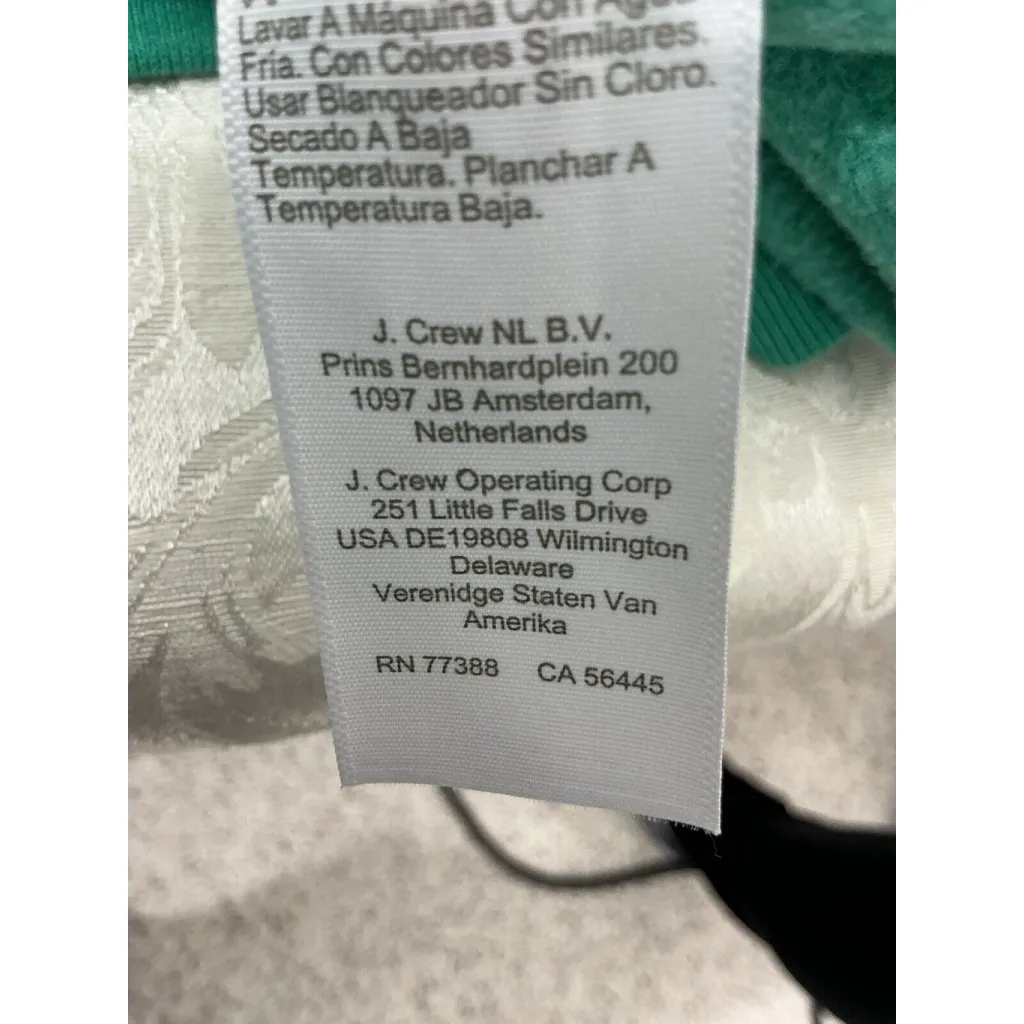 Lavar A Máquina Con Agua
Fría. Con Colores Similares.
Usar Blanqueador Sin Cloro.
Secado A Baja
Temperatura. Planchar A
Temperatura Baja.
J. Crew NL B.V.
Prins Bernhardplein 200
1097 JB Amsterdam,
Netherlands
J. Crew Operating Corp
251 Little Falls Drive
USA DE19808 Wilmington
Delaware
Verenidge Staten Van
Amerika
RN 77388 CA 56445